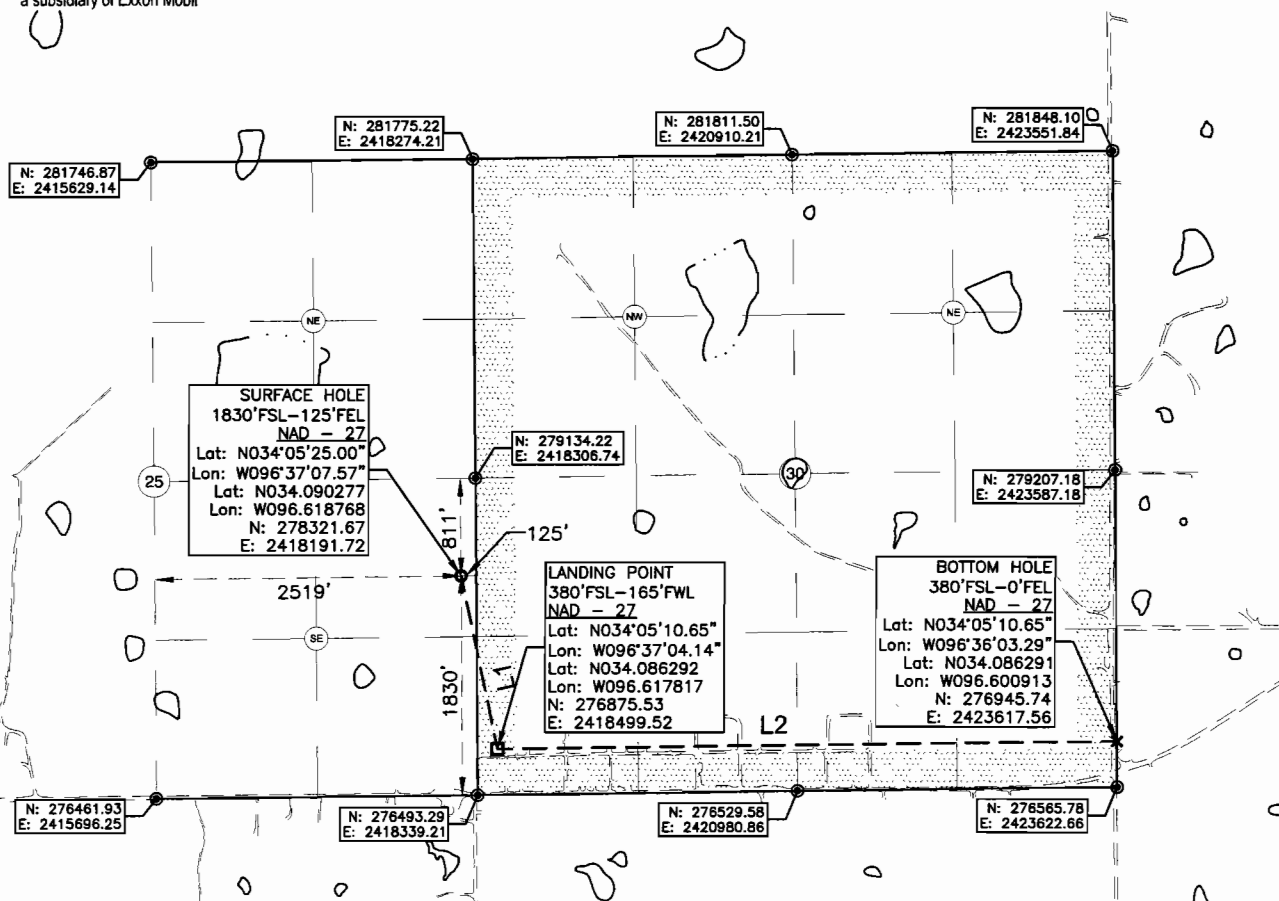 a subsidiary of Exxon Mobil
N: 281775.22
E: 2418274.21
N: 281811.50
E: 2420910.21
N: 281848.10
E: 2423551.84
N: 281746.87
E: 2415629.14
NE
NW
NE
SURFACE HOLE
1830'FSL-125'FEL
NAD - 27
Lat: N034°05'25.00"
Lon: W096°37'07.57"
Lat: N034.090277
Lon: W096.618768
N: 278321.67
E: 2418191.72
N: 279134.22
E: 2418306.74
25
30
N: 279207.18
E: 2423587.18
811'
125'
2519'
LANDING POINT
380'FSL-165'FWL
NAD - 27
Lat: N034°05'10.65"
Lon: W096°37'04.14"
Lat: N034.086292
Lon: W096.617817
N: 276875.53
E: 2418499.52
BOTTOM HOLE
380'FSL-0'FEL
NAD - 27
Lat: N034°05'10.65"
Lon: W096°36'03.29"
Lat: N034.086291
Lon: W096.600913
N: 276945.74
E: 2423617.56
SE
1830'
L1
L2
N: 276461.93
E: 2415696.25
N: 276493.29
E: 2418339.21
N: 276529.58
E: 2420980.86
N: 276565.78
E: 2423622.66